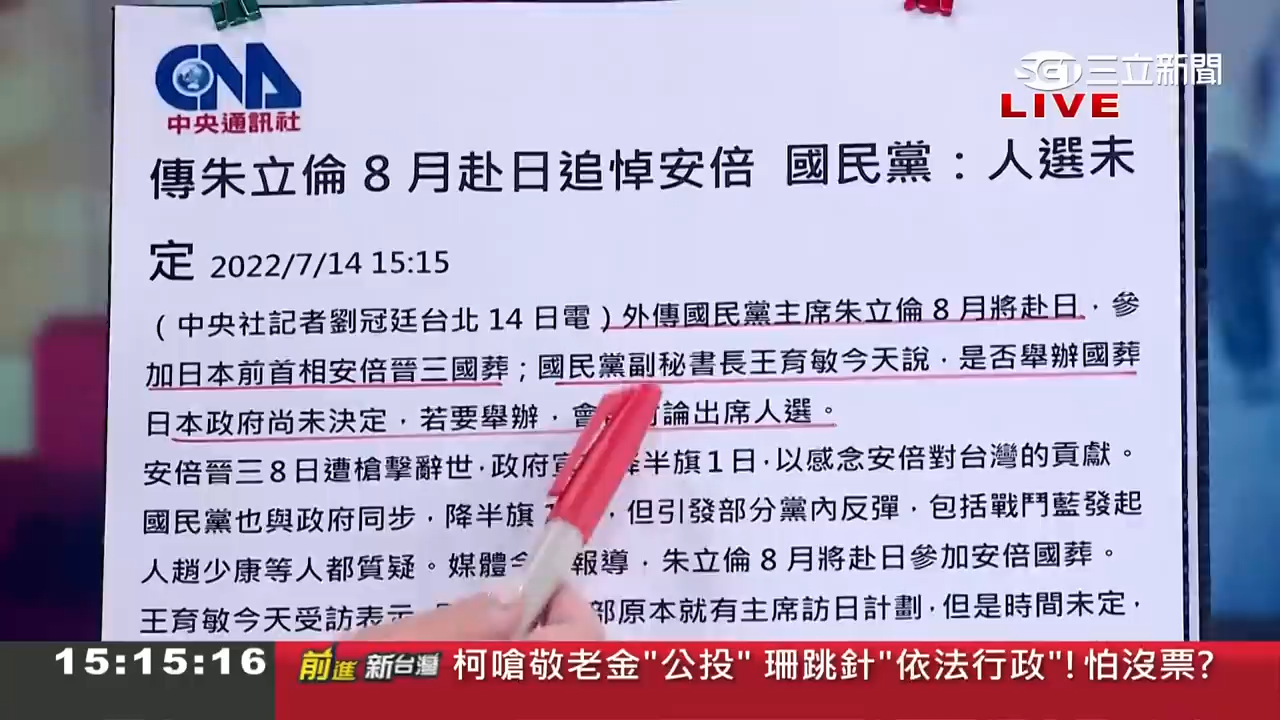 CNA
中央通訊社
SET 三立新聞
LIVE
傳朱立倫 8 月赴日追悼安倍 國民黨：人選未
定 2022/7/14 15:15
（中央社記者劉冠廷台北 14 日電）外傳國民黨主席朱立倫 8 月將赴日，參
加日本前首相安倍晉三國葬；國民黨副秘書長王育敏今天說，是否舉辦國葬
日本政府尚未決定，若要舉辦，會 討論出席人選。
安倍晉三 8 日遭槍擊辭世，政府宣 降半旗 1 日，以感念安倍對台灣的貢獻。
國民黨也與政府同步，降半旗 ，但引發部分黨內反彈，包括戰鬥藍發起
人趙少康等人都質疑。媒體今 報導，朱立倫 8 月將赴日參加安倍國葬。
王育敏今天受訪表示 部原本就有主席訪日計劃，但是時間未定，
15:15:16 前進 新台灣 柯嗆敬老金"公投" 珊跳針"依法行政"！怕沒票？